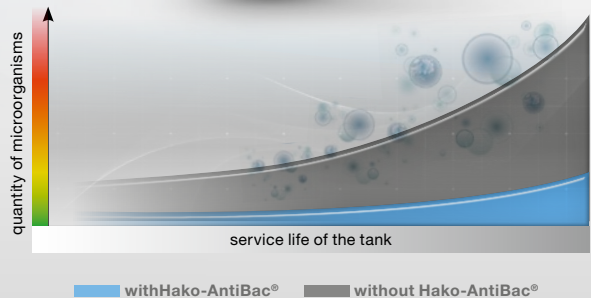 quantity of microorganisms
service life of the tank
withHako-AntiBac®
without Hako-AntiBac®